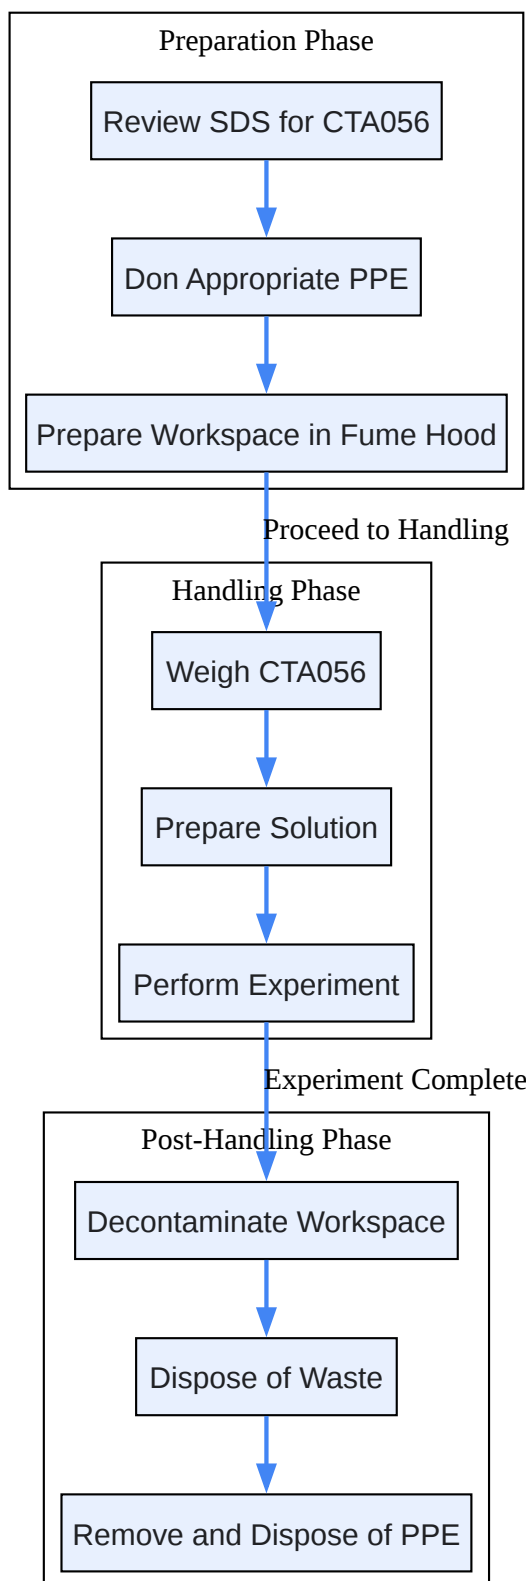 Preparation Phase
Review SDS for CTA056
Don Appropriate PPE
Prepare Workspace in Fume Hood
Proceed to Handling
Handling Phase
Weigh CTA056
Prepare Solution
Perform Experiment
Experiment Complete
Post-Handling Phase
Decontaminate Workspace
Dispose of Waste
Remove and Dispose of PPE